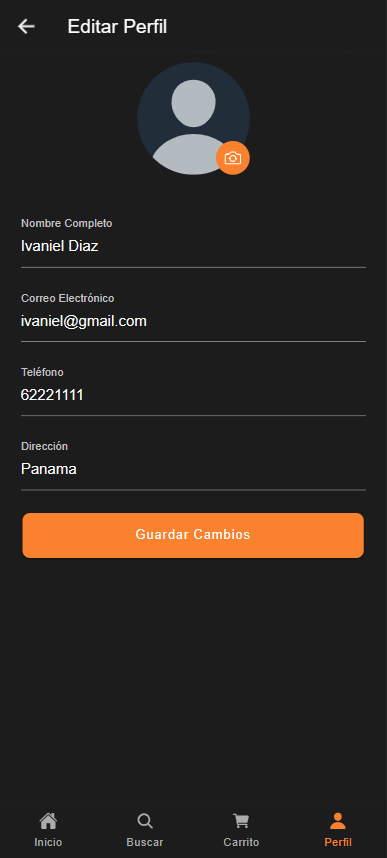 Editar Perfil
Nombre Completo
Ivaniel Diaz
Correo Electrónico
ivaniel@gmail.com
Teléfono
62221111
Dirección
Panama
Guardar Cambios
Inicio
Buscar
Carrito
Perfil